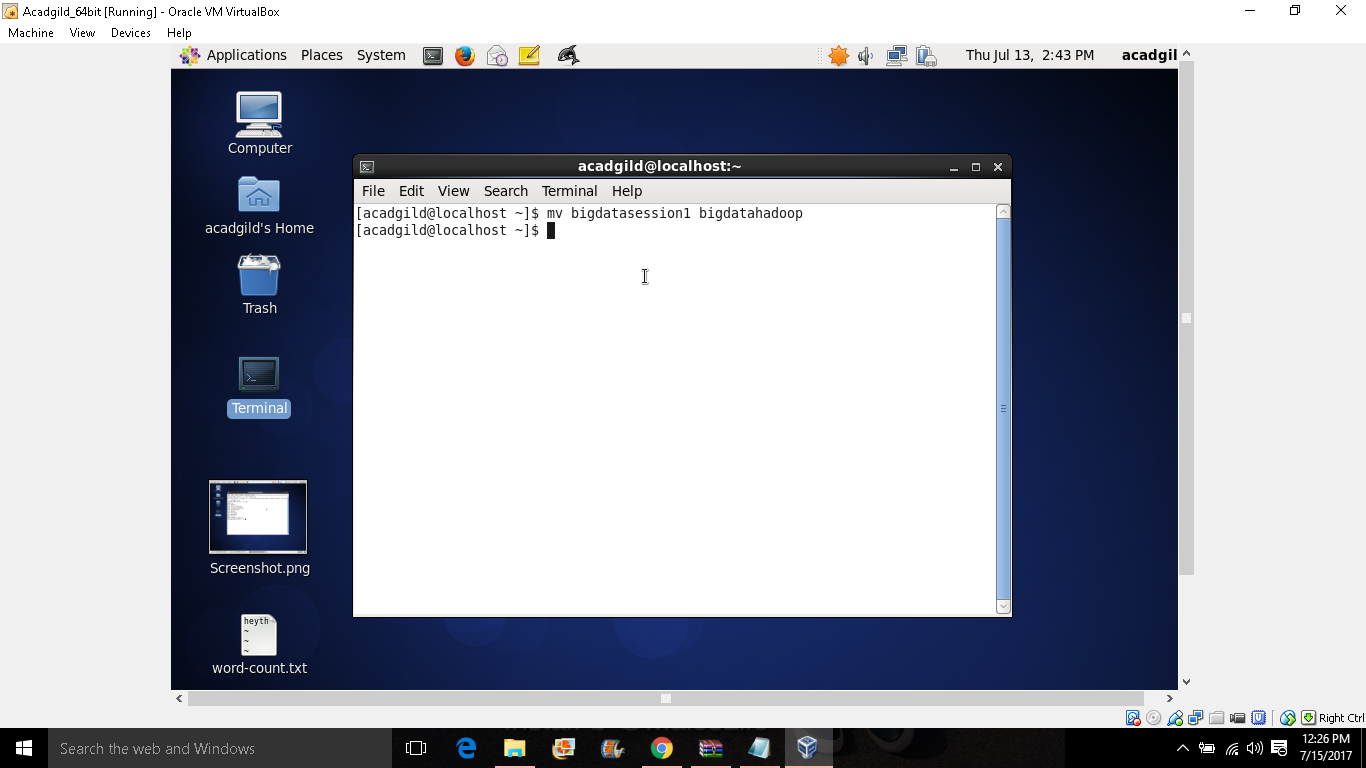 Acadgild_64bit [Running] - Oracle VM VirtualBox
Machine View Devices Help
Applications Places System Thu Jul 13, 2:43 PM acadgil
Computer
acadgild's Home
Trash
Terminal
Screenshot.png
heyth
~
~
~
word-count.txt
acadgild@localhost:~
File Edit View Search Terminal Help
[acadgild@localhost ~]$ mv bigdatasession1 bigdatahadoop
[acadgild@localhost ~]$
Right Ctrl
Search the web and Windows
12:26 PM
7/15/2017